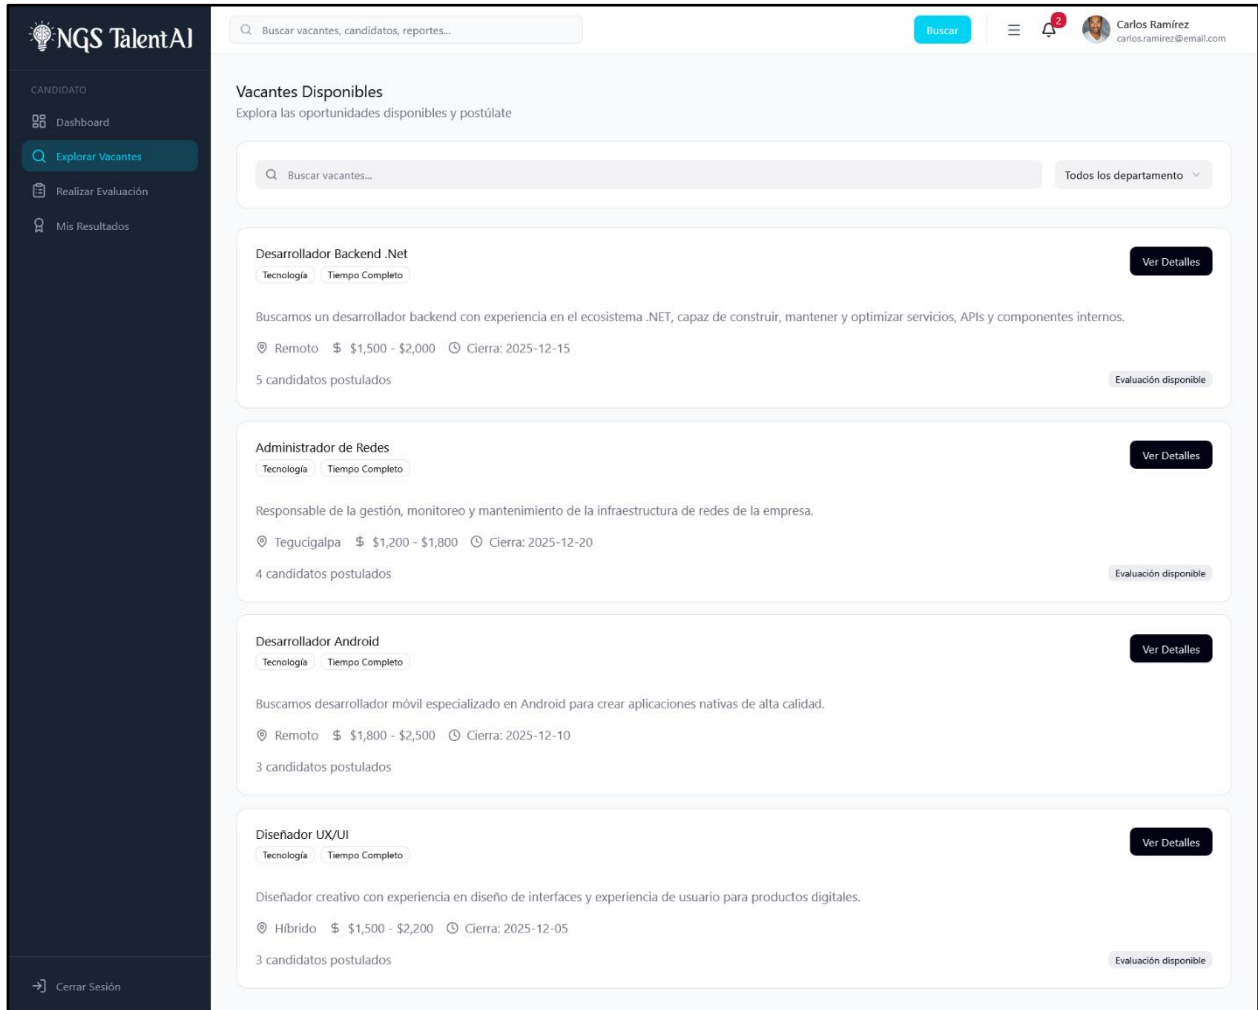 NGS TalentAI
Buscar vacantes, candidatos, reportes...
Buscar
2
Carlos Ramírez
carlos.ramirez@email.com
CANDIDATO
Dashboard
Explorar Vacantes
Realizar Evaluación
Mis Resultados
Cerrar Sesión
Vacantes Disponibles
Explora las oportunidades disponibles y postúlate
Buscar vacantes...
Todos los departamento
Desarrollador Backend .Net
Ver Detalles
Tecnología Tiempo Completo
Buscamos un desarrollador backend con experiencia en el ecosistema .NET, capaz de construir, mantener y optimizar servicios, APIs y componentes internos.
Remoto $ $1,500 - $2,000 Cierra: 2025-12-15
5 candidatos postulados
Evaluación disponible
Administrador de Redes
Ver Detalles
Tecnología Tiempo Completo
Responsable de la gestión, monitoreo y mantenimiento de la infraestructura de redes de la empresa.
Tegucigalpa $ $1,200 - $1,800 Cierra: 2025-12-20
4 candidatos postulados
Evaluación disponible
Desarrollador Android
Ver Detalles
Tecnología Tiempo Completo
Buscamos desarrollador móvil especializado en Android para crear aplicaciones nativas de alta calidad.
Remoto $ $1,800 - $2,500 Cierra: 2025-12-10
3 candidatos postulados
Diseñador UX/UI
Ver Detalles
Tecnología Tiempo Completo
Diseñador creativo con experiencia en diseño de interfaces y experiencia de usuario para productos digitales.
Híbrido $ $1,500 - $2,200 Cierra: 2025-12-05
3 candidatos postulados
Evaluación disponible